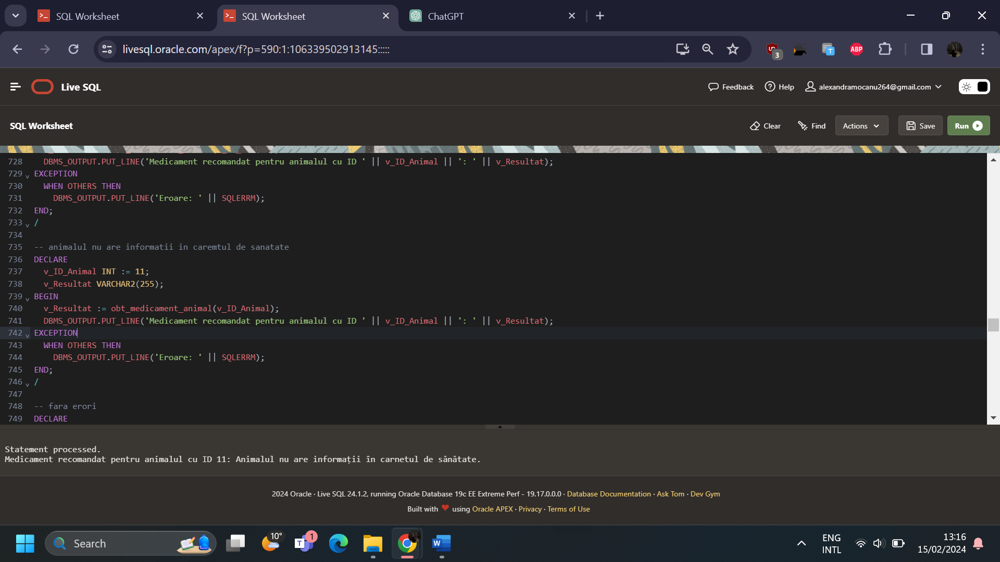 SQL Worksheet
SQL Worksheet
ChatGPT
livesql.oracle.com/apex/f?p=590:1:106339502913145:::::
3
ABP
Live SQL
Feedback
Help
alexandramocanu264@gmail.com
SQL Worksheet
Clear
Find
Actions
Save
Run
728 DBMS_OUTPUT.PUT_LINE('Medicament recomandat pentru animalul cu ID ' || v_ID_Animal || ': ' || v_Resultat);
729 EXCEPTION
730 WHEN OTHERS THEN
731 DBMS_OUTPUT.PUT_LINE('Eroare: ' || SQLERRM);
732 END;
733 /
734
735 -- animalul nu are informatii in caremtul de sanatate
736 DECLARE
737 v_ID_Animal INT := 11;
738 v_Resultat VARCHAR2(255);
739 BEGIN
740 v_Resultat := obt_medicament_animal(v_ID_Animal);
741 DBMS_OUTPUT.PUT_LINE('Medicament recomandat pentru animalul cu ID ' || v_ID_Animal || ': ' || v_Resultat);
742 EXCEPTION
743 WHEN OTHERS THEN
744 DBMS_OUTPUT.PUT_LINE('Eroare: ' || SQLERRM);
745 END;
746 /
747
748 -- fara erori
749 DECLARE
Statement processed.
Medicament recomandat pentru animalul cu ID 11: Animalul nu are informații în carnetul de sănătate.
2024 Oracle · Live SQL 24.1.2, running Oracle Database 19c EE Extreme Perf - 19.17.0.0.0 · Database Documentation · Ask Tom · Dev Gym
Built with ❤ using Oracle APEX · Privacy · Terms of Use
Search
10°
1
ENG
INTL
13:16
15/02/2024